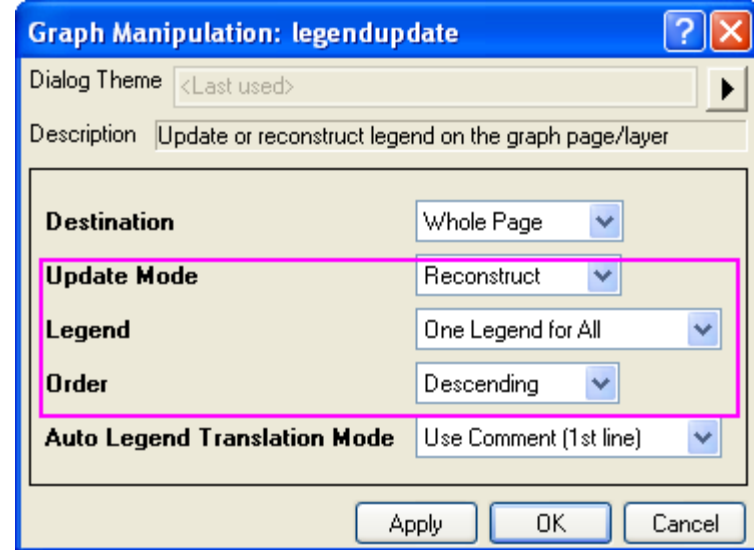 Graph Manipulation: legendupdate ?
Dialog Theme <Last used>
Description Update or reconstruct legend on the graph page/layer
Destination Whole Page
Update Mode Reconstruct
Legend One Legend for All
Order Descending
Auto Legend Translation Mode Use Comment (1st line)
Apply OK Cancel